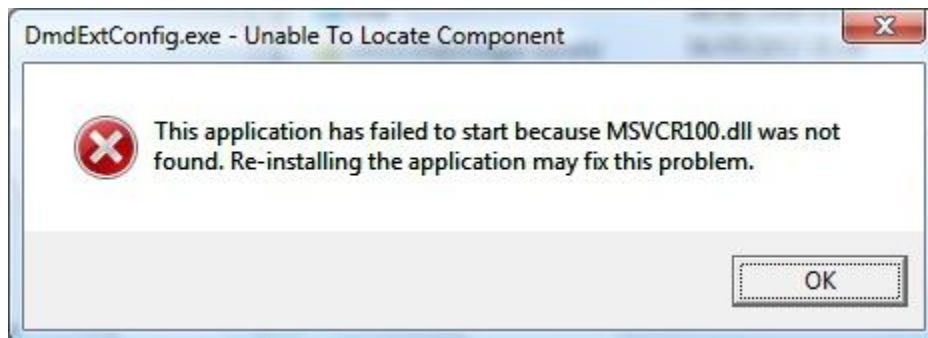 DmdExtConfig.exe - Unable To Locate Component
This application has failed to start because MSVCR100.dll was not
found. Re-installing the application may fix this problem.
OK